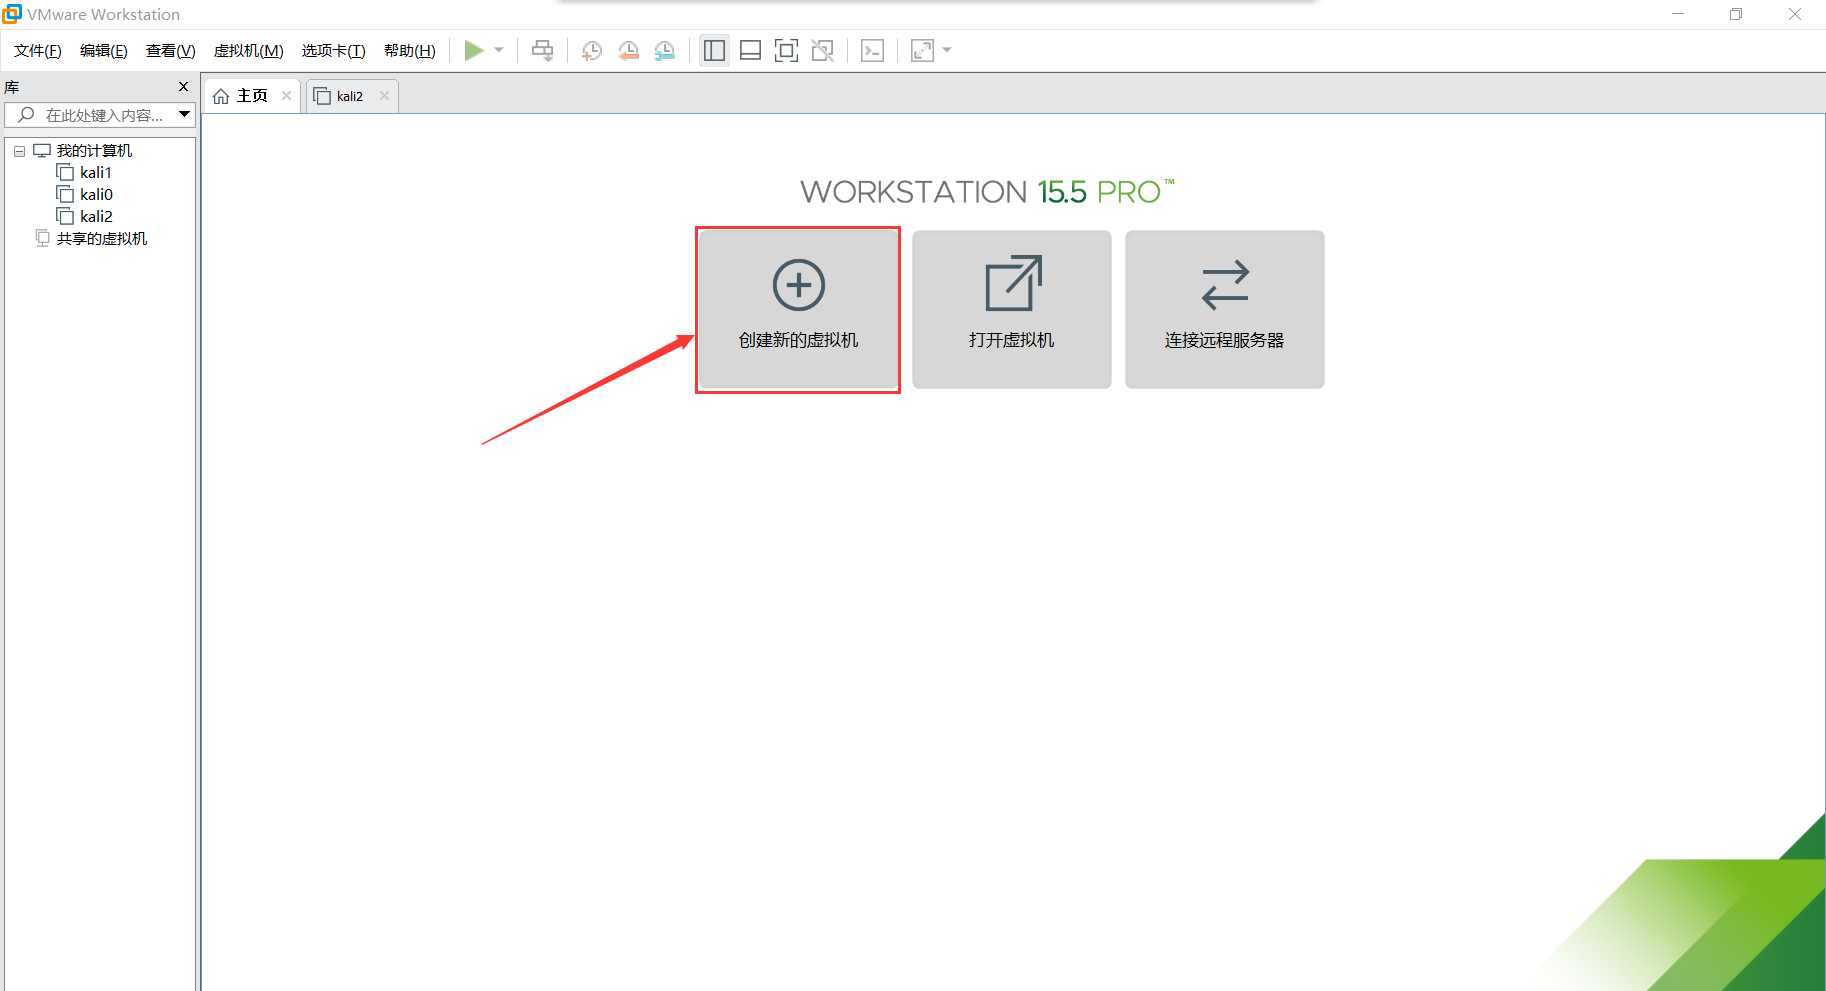 VMware Workstation
文件(F) 编辑(E) 查看(V) 虚拟机(M) 选项卡(T) 帮助(H)
库
在此处键入内容...
我的计算机
kali1
kali0
kali2
共享的虚拟机
主页
kali2
WORKSTATION 15.5 PRO™
创建新的虚拟机
打开虚拟机
连接远程服务器